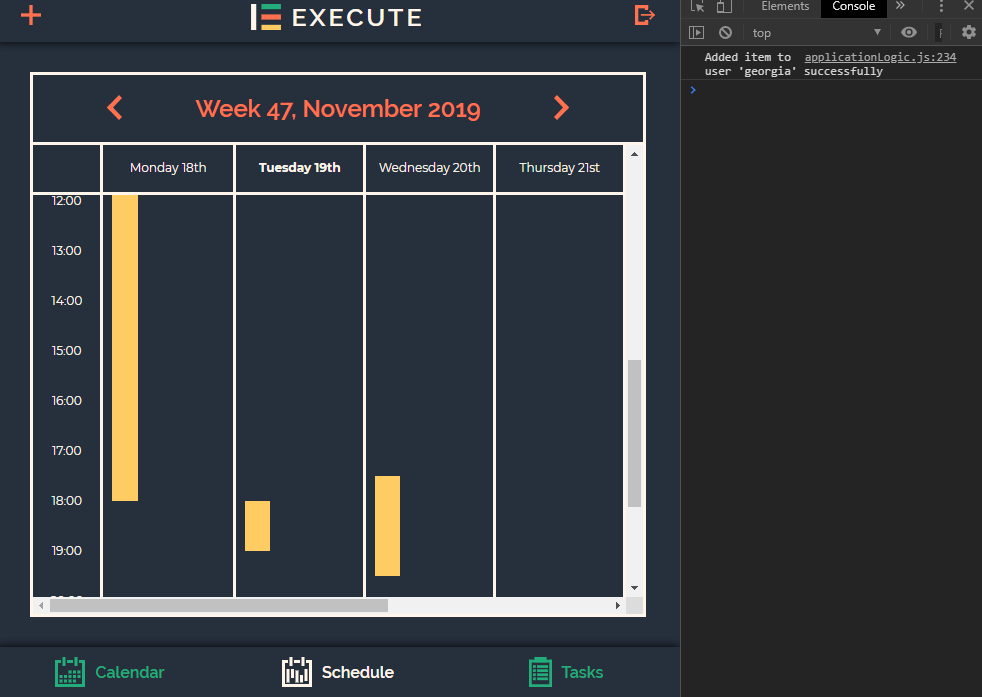 EXECUTE
Week 47, November 2019
Monday 18th
Tuesday 19th
Wednesday 20th
Thursday 21st
12:00
13:00
14:00
15:00
16:00
17:00
18:00
19:00
Calendar
Schedule
Tasks
Elements
Console
top
Added item to applicationLogic.js:234
user 'georgia' successfully